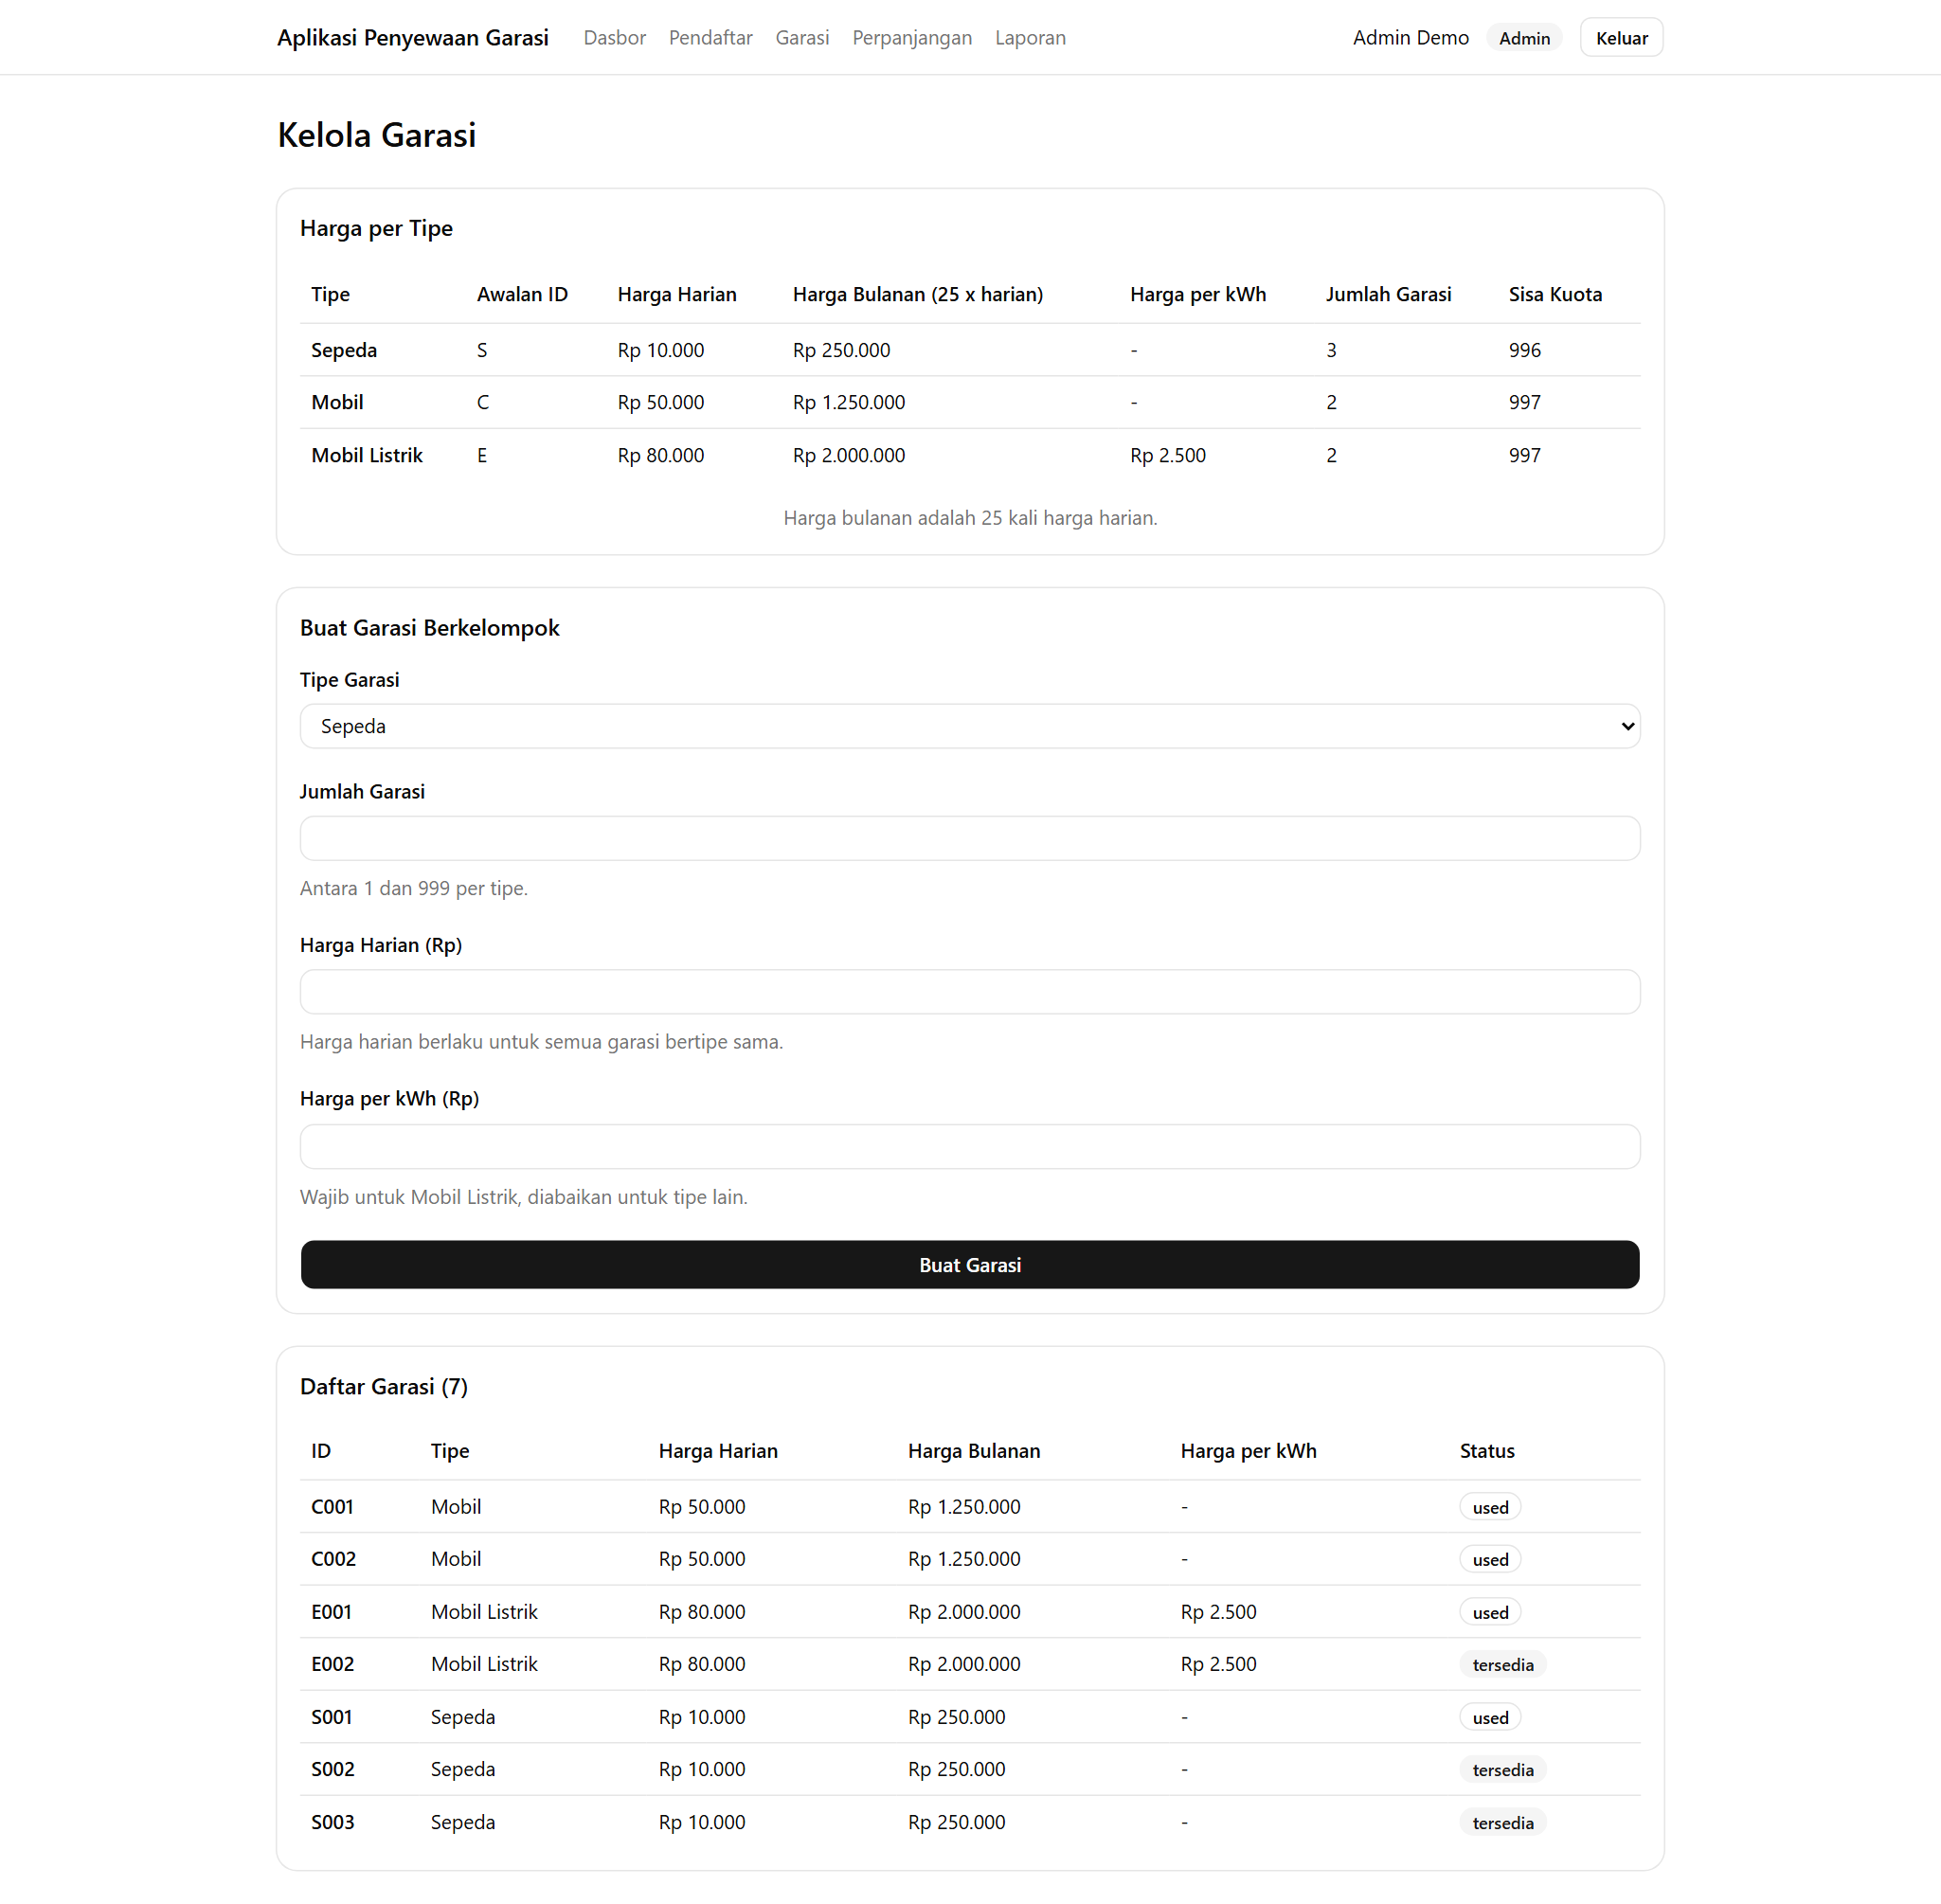 Aplikasi Penyewaan Garasi Dasbor Pendaftar Garasi Perpanjangan Laporan Admin Demo Admin Keluar
Kelola Garasi
Harga per Tipe
Tipe Awalan ID Harga Harian Harga Bulanan (25 x harian) Harga per kWh Jumlah Garasi Sisa Kuota
Sepeda S Rp 10.000 Rp 250.000 - 3 996
Mobil C Rp 50.000 Rp 1.250.000 - 2 997
Mobil Listrik E Rp 80.000 Rp 2.000.000 Rp 2.500 2 997
Harga bulanan adalah 25 kali harga harian.
Buat Garasi Berkelompok
Tipe Garasi
Sepeda
Jumlah Garasi
Antara 1 dan 999 per tipe.
Harga Harian (Rp)
Harga harian berlaku untuk semua garasi bertipe sama.
Harga per kWh (Rp)
Wajib untuk Mobil Listrik, diabaikan untuk tipe lain.
Buat Garasi
Daftar Garasi (7)
ID Tipe Harga Harian Harga Bulanan Harga per kWh Status
C001 Mobil Rp 50.000 Rp 1.250.000 - used
C002 Mobil Rp 50.000 Rp 1.250.000 - used
E001 Mobil Listrik Rp 80.000 Rp 2.000.000 Rp 2.500 used
E002 Mobil Listrik Rp 80.000 Rp 2.000.000 Rp 2.500 tersedia
S001 Sepeda Rp 10.000 Rp 250.000 - used
S002 Sepeda Rp 10.000 Rp 250.000 - tersedia
S003 Sepeda Rp 10.000 Rp 250.000 - tersedia